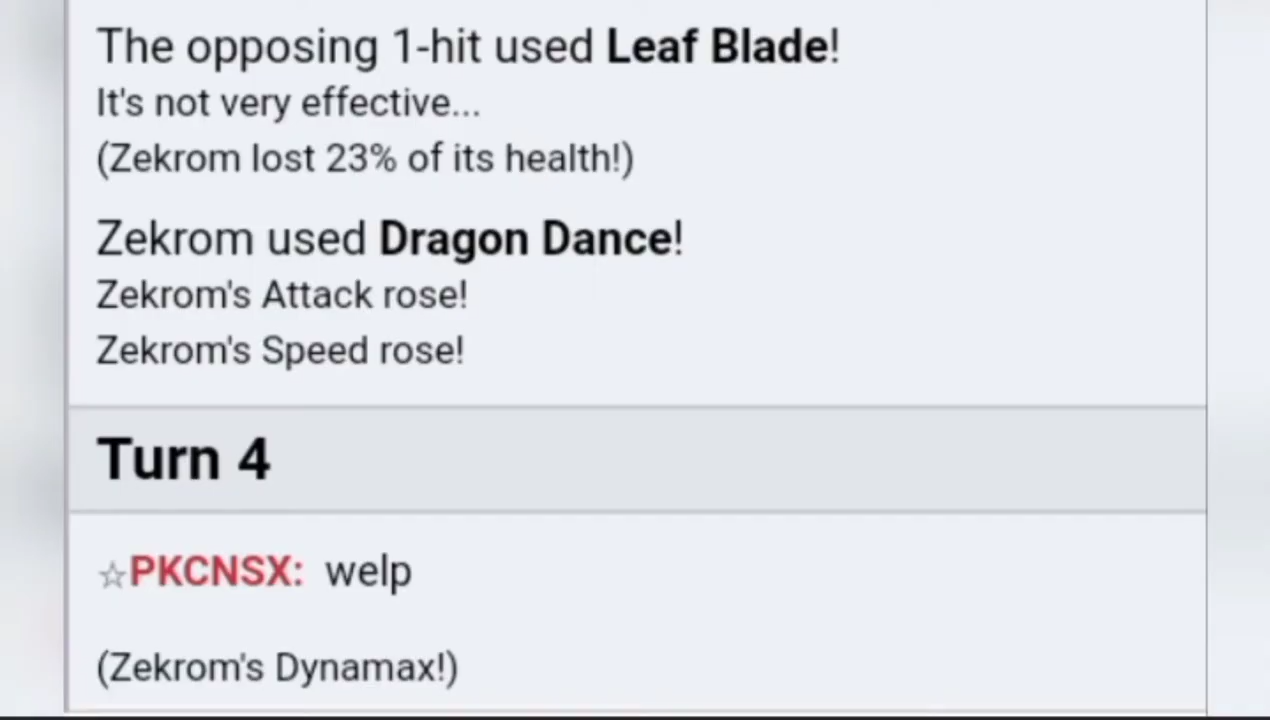 The opposing 1-hit used Leaf Blade!
It's not very effective...
(Zekrom lost 23% of its health!)
Zekrom used Dragon Dance!
Zekrom's Attack rose!
Zekrom's Speed rose!
Turn 4
☆PKCNSX: welp
(Zekrom's Dynamax!)